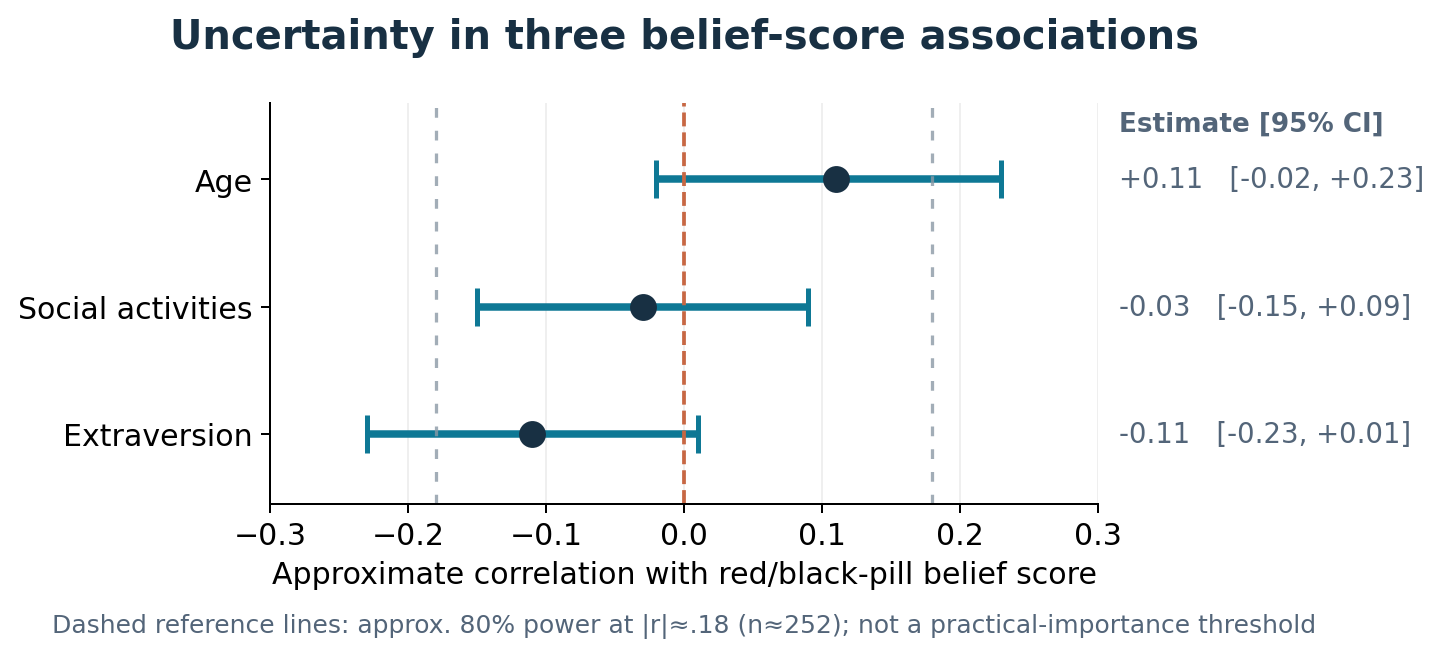 Uncertainty in three belief-score associations
Estimate [95% CI]
Age
+0.11 [-0.02, +0.23]
Social activities
-0.03 [-0.15, +0.09]
Extraversion
-0.11 [-0.23, +0.01]
−0.3 −0.2 −0.1 0.0 0.1 0.2 0.3
Approximate correlation with red/black-pill belief score
Dashed reference lines: approx. 80% power at |r|≈.18 (n≈252); not a practical-importance threshold